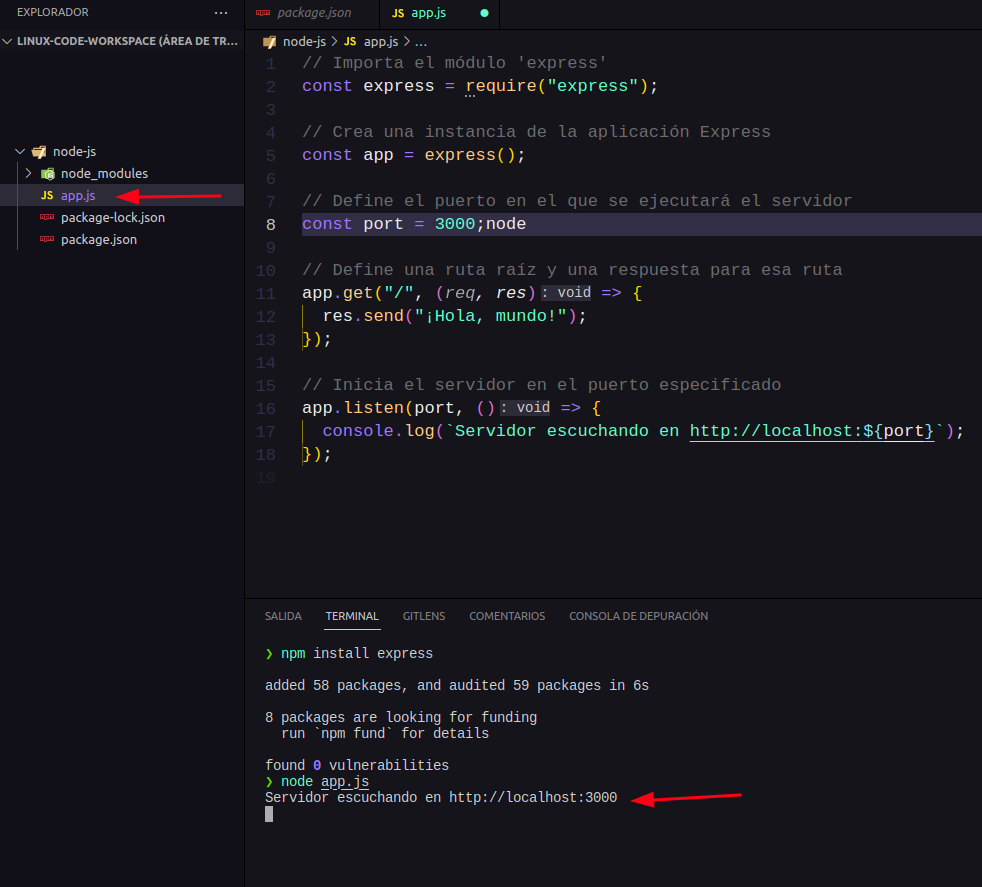 EXPLORADOR ...
LINUX-CODE-WORKSPACE (ÁREA DE TR...
node-js
node_modules
JS app.js
package-lock.json
package.json
package.json JS app.js
node-js > JS app.js > ...
1 // Importa el módulo 'express'
2 const express = require("express");
3
4 // Crea una instancia de la aplicación Express
5 const app = express();
6
7 // Define el puerto en el que se ejecutará el servidor
8 const port = 3000;node
9
10 // Define una ruta raíz y una respuesta para esa ruta
11 app.get("/", (req, res): void => {
12 res.send("¡Hola, mundo!");
13 });
14
15 // Inicia el servidor en el puerto especificado
16 app.listen(port, (): void => {
17 console.log(`Servidor escuchando en http://localhost:${port}`);
18 });
19
SALIDA TERMINAL GITLENS COMENTARIOS CONSOLA DE DEPURACIÓN
❯ npm install express
added 58 packages, and audited 59 packages in 6s
8 packages are looking for funding
run `npm fund` for details
found 0 vulnerabilities
❯ node app.js
Servidor escuchando en http://localhost:3000